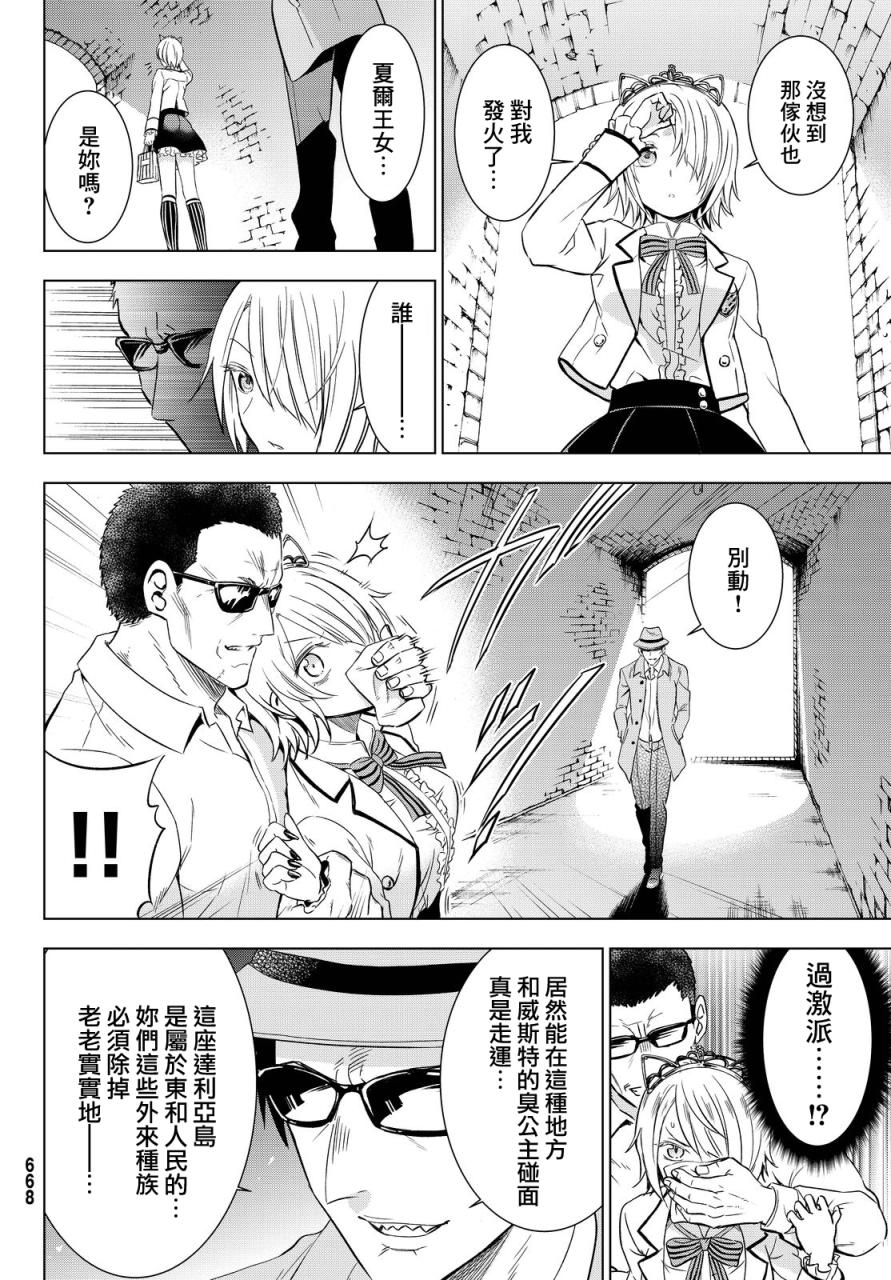 沒想到
那傢伙也
對我
發火了…
夏爾王女…
是妳嗎?
誰
——…
別動!
!!
過激派……!?
居然能在這種地方
和威斯特的臭公主碰面
真是走運…
這座達利亞島
是屬於東和人民的…
妳們這些外來種族
必須除掉
老老實實地——…
668